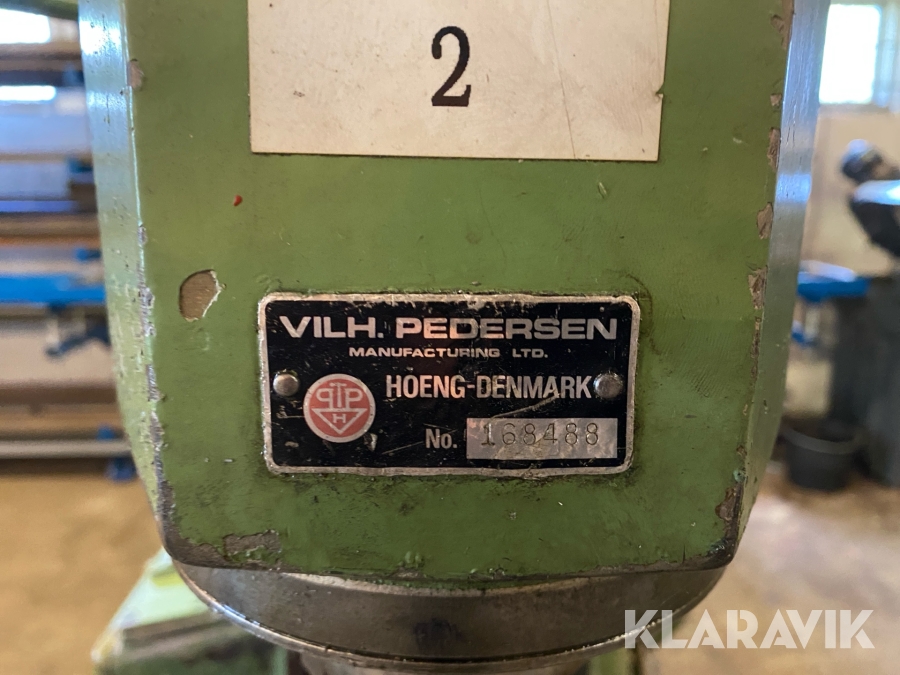 2
VILH. PEDERSEN
MANUFACTURING LTD.
HOENG-DENMARK
H
No. 168488
KLARAVIK